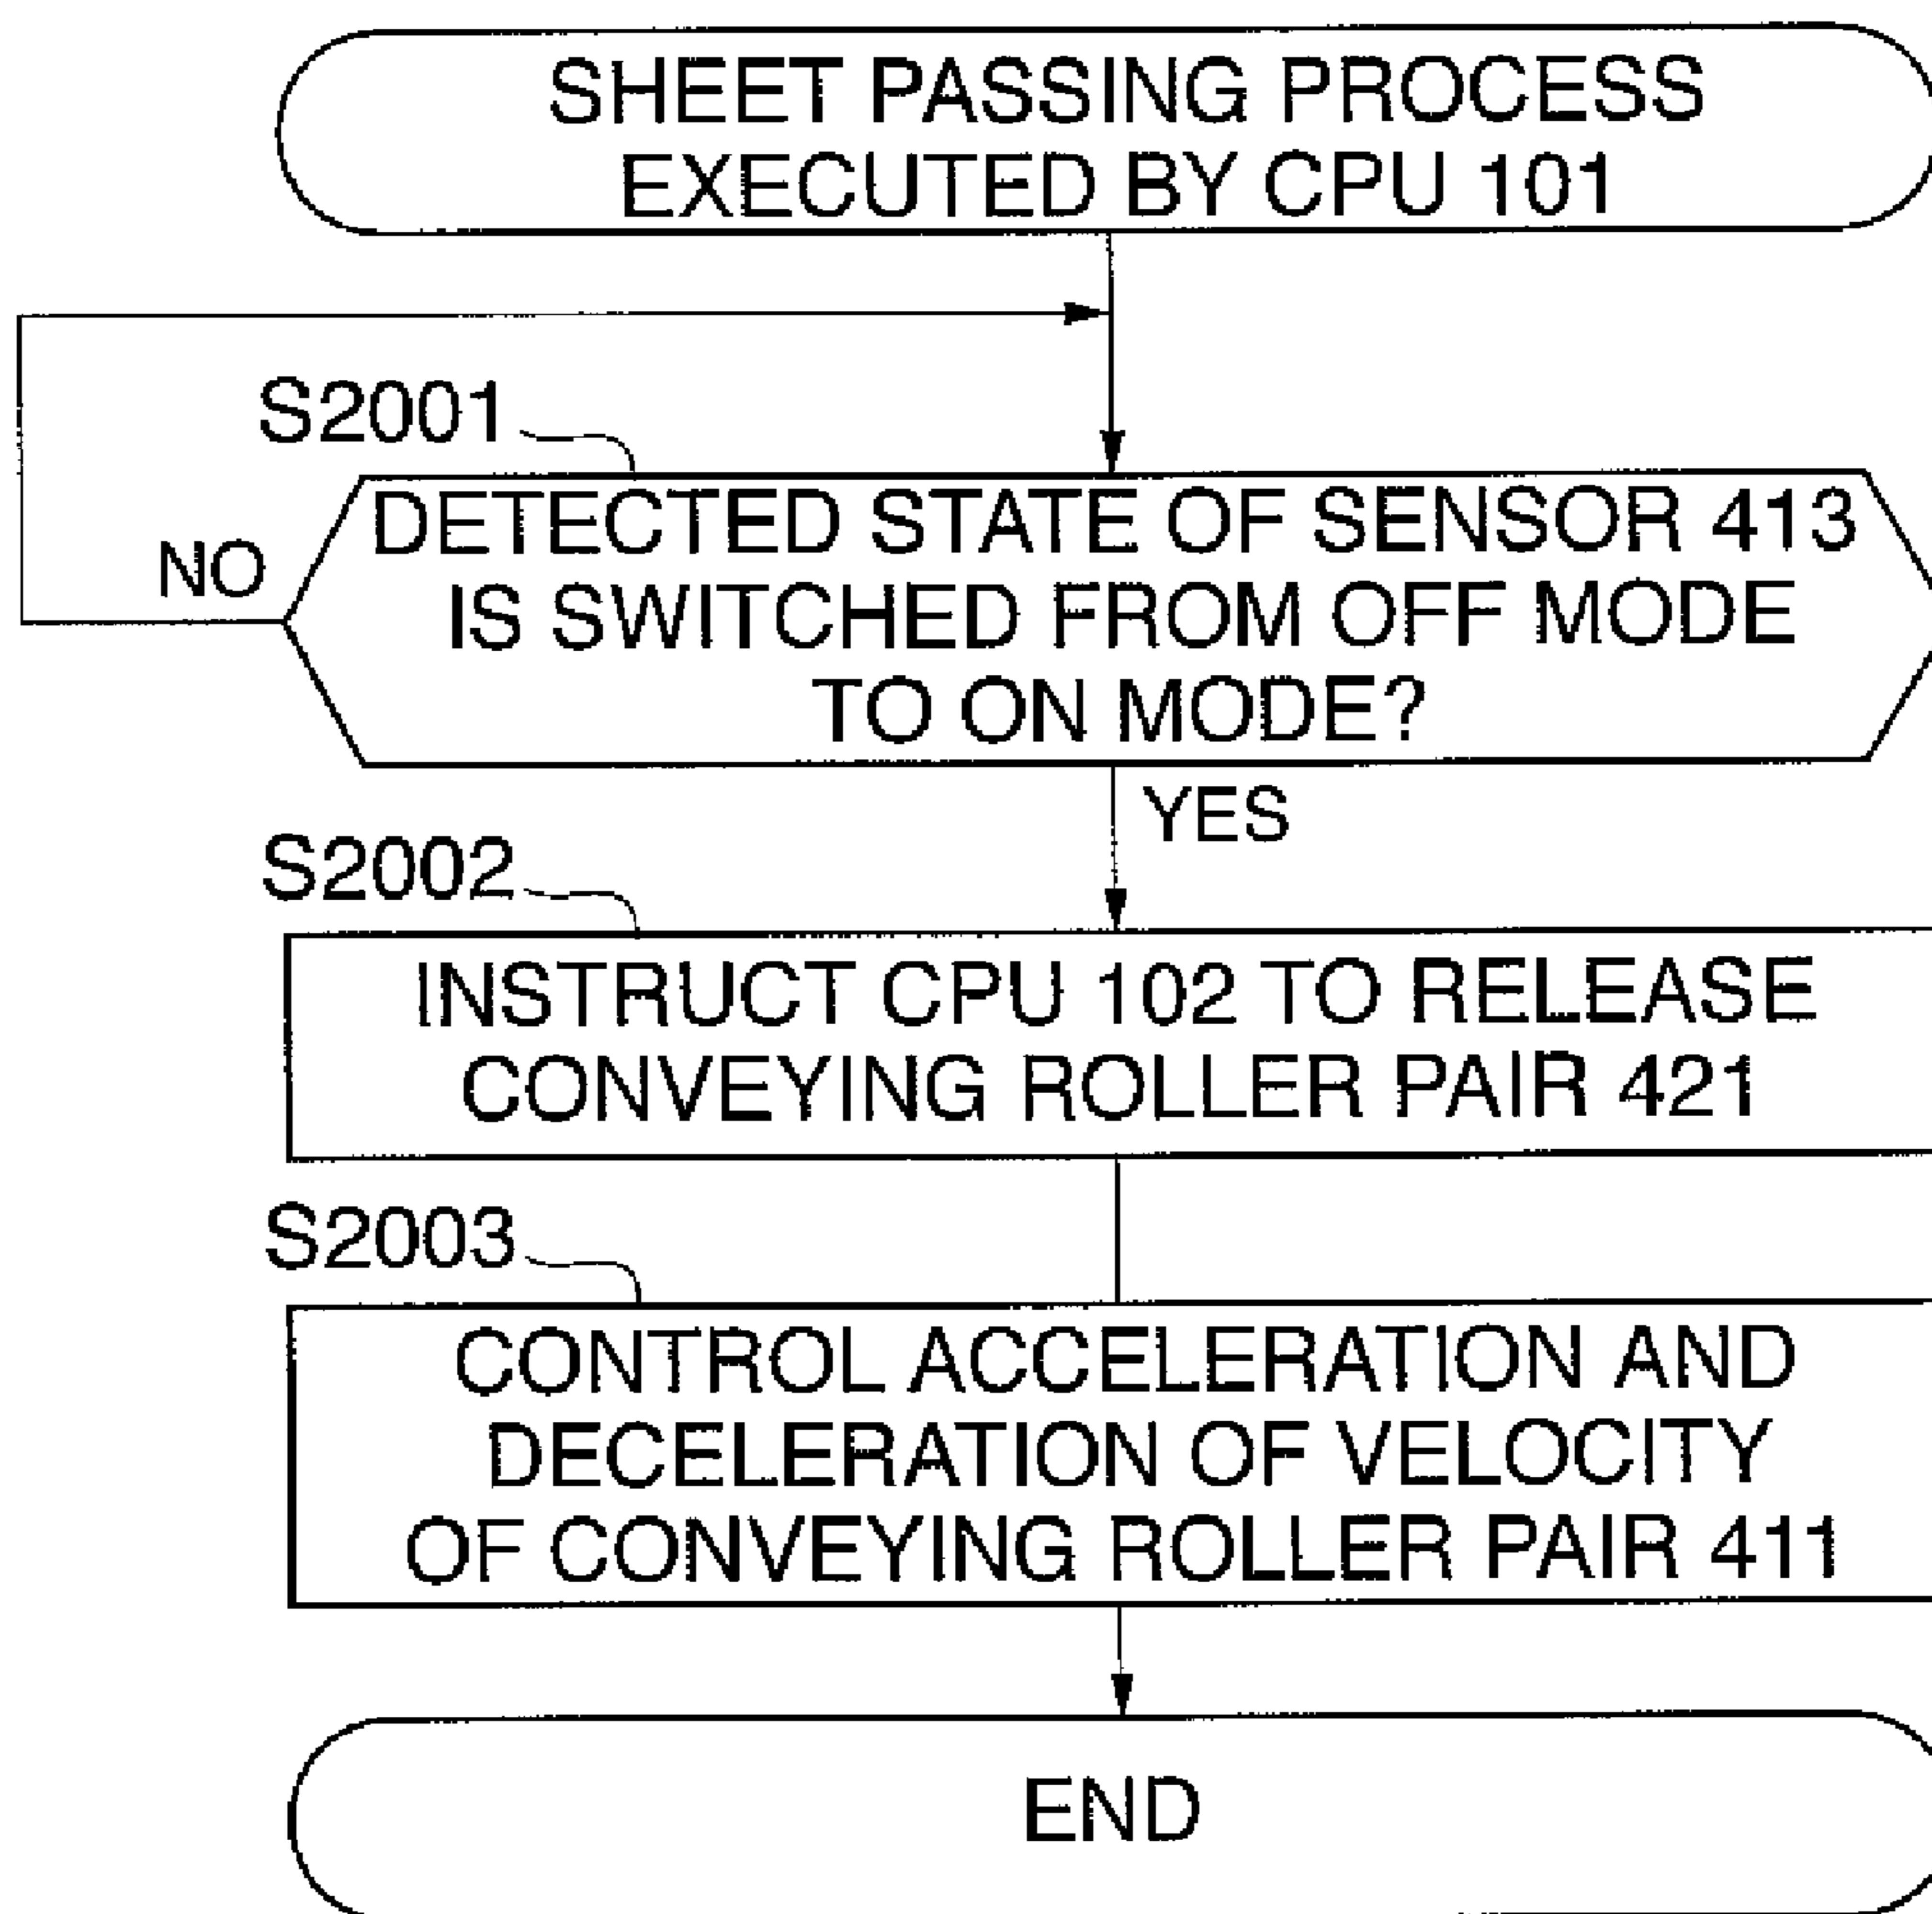 SHEET PASSING PROCESS
EXECUTED BY CPU 101
S2001
DETECTED STATE OF SENSOR 413
IS SWITCHED FROM OFF MODE
TO ON MODE?
NO
YES
S2002
INSTRUCT CPU 102 TO RELEASE
CONVEYING ROLLER PAIR 421
S2003
CONTROL ACCELERATION AND
DECELERATION OF VELOCITY
OF CONVEYING ROLLER PAIR 411
END